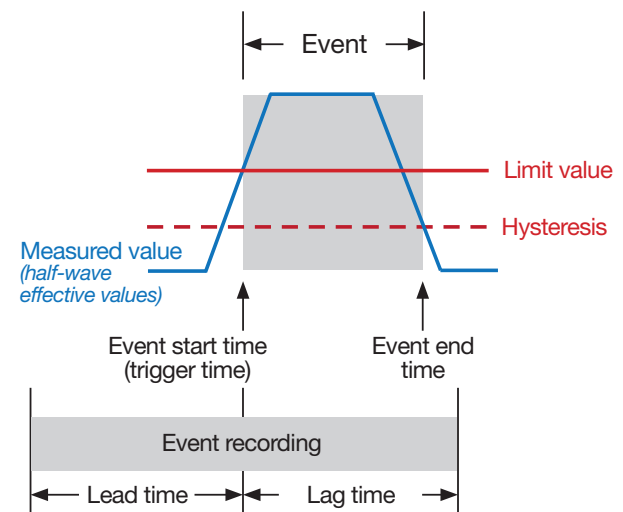 Event
Limit value
Hysteresis
Measured value
(half-wave
effective values)
Event start time
(trigger time)
Event end
time
Event recording
Lead time
Lag time